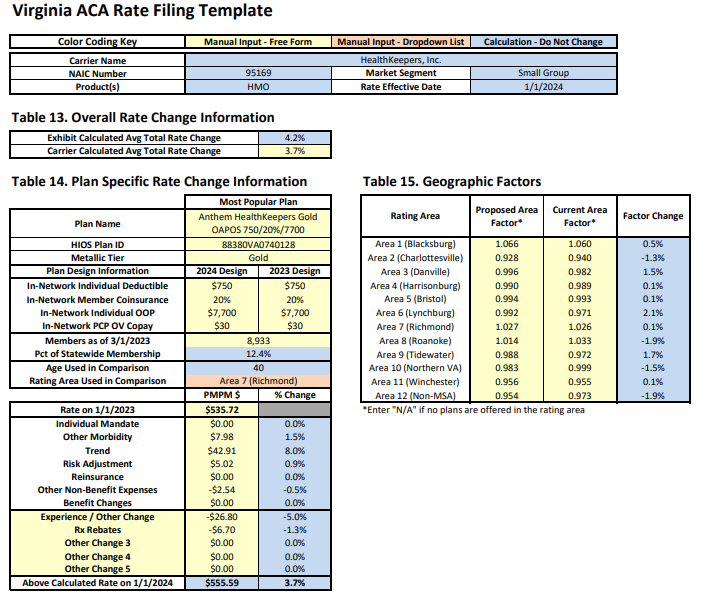 Virginia ACA Rate Filing Template
Color Coding Key Manual Input - Free Form Manual Input - Dropdown List Calculation - Do Not Change
Carrier Name HealthKeepers, Inc.
NAIC Number 95169 Market Segment Small Group
Product(s) HMO Rate Effective Date 1/1/2024
Table 13. Overall Rate Change Information
Exhibit Calculated Avg Total Rate Change 4.2%
Carrier Calculated Avg Total Rate Change 3.7%
Table 14. Plan Specific Rate Change Information
Most Popular Plan
Plan Name Anthem HealthKeepers Gold
OAPOS 750/20%/7700
HIOS Plan ID 88380VA0740128
Metallic Tier Gold
Plan Design Information 2024 Design 2023 Design
In-Network Individual Deductible $750 $750
In-Network Member Coinsurance 20% 20%
In-Network Individual OOP $7,700 $7,700
In-Network PCP OV Copay $30 $30
Members as of 3/1/2023 8,933
Pct of Statewide Membership 12.4%
Age Used in Comparison 40
Rating Area Used in Comparison Area 7 (Richmond)
PMPM $ % Change
Rate on 1/1/2023 $535.72
Individual Mandate $0.00 0.0%
Other Morbidity $7.98 1.5%
Trend $42.91 8.0%
Risk Adjustment $5.02 0.9%
Reinsurance $0.00 0.0%
Other Non-Benefit Expenses -$2.54 -0.5%
Benefit Changes $0.00 0.0%
Experience / Other Change -$26.80 -5.0%
Rx Rebates -$6.70 -1.3%
Other Change 3 $0.00 0.0%
Other Change 4 $0.00 0.0%
Other Change 5 $0.00 0.0%
Above Calculated Rate on 1/1/2024 $555.59 3.7%
Table 15. Geographic Factors
Rating Area Proposed Area Factor* Current Area Factor* Factor Change
Area 1 (Blacksburg) 1.066 1.060 0.5%
Area 2 (Charlottesville) 0.928 0.940 -1.3%
Area 3 (Danville) 0.996 0.982 1.5%
Area 4 (Harrisonburg) 0.990 0.989 0.1%
Area 5 (Bristol) 0.994 0.993 0.1%
Area 6 (Lynchburg) 0.992 0.971 2.1%
Area 7 (Richmond) 1.027 1.026 0.1%
Area 8 (Roanoke) 1.014 1.033 -1.9%
Area 9 (Tidewater) 0.988 0.972 1.7%
Area 10 (Northern VA) 0.983 0.999 -1.5%
Area 11 (Winchester) 0.956 0.955 0.1%
Area 12 (Non-MSA) 0.954 0.973 -1.9%
*Enter "N/A" if no plans are offered in the rating area